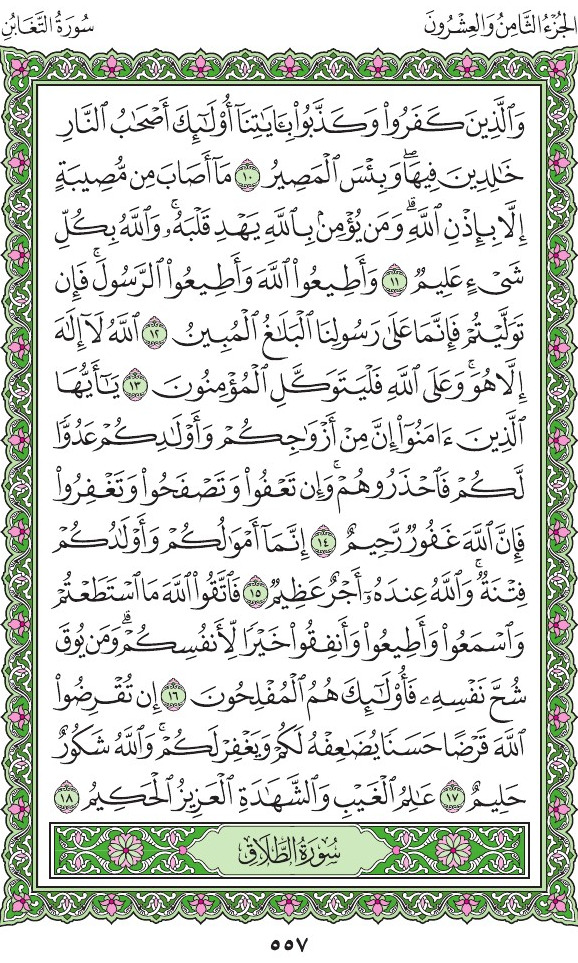 الجُزْءُ الثَّامِنُ وَالعِشْرُونَ
سُورَةُ التَّغَابُنِ
وَٱلَّذِينَ كَفَرُواْ وَكَذَّبُواْ بِـَٔايَٰتِنَآ أُوْلَٰٓئِكَ أَصْحَٰبُ ٱلنَّارِ
خَٰلِدِينَ فِيهَاۖ وَبِئْسَ ٱلْمَصِيرُ ١٠ مَآ أَصَابَ مِن مُّصِيبَةٍ
إِلَّا بِإِذْنِ ٱللَّهِۗ وَمَن يُؤْمِنۢ بِٱللَّهِ يَهْدِ قَلْبَهُۥۚ وَٱللَّهُ بِكُلِّ
شَىْءٍ عَلِيمٌ ١١ وَأَطِيعُواْ ٱللَّهَ وَأَطِيعُواْ ٱلرَّسُولَۚ فَإِن
تَوَلَّيْتُمْ فَإِنَّمَا عَلَىٰ رَسُولِنَا ٱلْبَلَٰغُ ٱلْمُبِينُ ١٢ ٱللَّهُ لَآ إِلَٰهَ
إِلَّا هُوَۚ وَعَلَى ٱللَّهِ فَلْيَتَوَكَّلِ ٱلْمُؤْمِنُونَ ١٣ يَٰٓأَيُّهَا
ٱلَّذِينَ ءَامَنُوٓاْ إِنَّ مِنْ أَزْوَٰجِكُمْ وَأَوْلَٰدِكُمْ عَدُوًّا
لَّكُمْ فَٱحْذَرُوهُمْۚ وَإِن تَعْفُواْ وَتَصْفَحُواْ وَتَغْفِرُواْ
فَإِنَّ ٱللَّهَ غَفُورٌ رَّحِيمٌ ١٤ إِنَّمَآ أَمْوَٰلُكُمْ وَأَوْلَٰدُكُمْ
فِتْنَةٌۚ وَٱللَّهُ عِندَهُۥٓ أَجْرٌ عَظِيمٌ ١٥ فَٱتَّقُواْ ٱللَّهَ مَا ٱسْتَطَعْتُمْ
وَٱسْمَعُواْ وَأَطِيعُواْ وَأَنفِقُواْ خَيْرًا لِّأَنفُسِكُمْۗ وَمَن يُوقَ
شُحَّ نَفْسِهِۦ فَأُوْلَٰٓئِكَ هُمُ ٱلْمُفْلِحُونَ ١٦ إِن تُقْرِضُواْ
ٱللَّهَ قَرْضًا حَسَنًا يُضَٰعِفْهُ لَكُمْ وَيَغْفِرْ لَكُمْۚ وَٱللَّهُ شَكُورٌ
حَلِيمٌ ١٧ عَٰلِمُ ٱلْغَيْبِ وَٱلشَّهَٰدَةِ ٱلْعَزِيزُ ٱلْحَكِيمُ ١٨
سُورَةُ الطَّلَاقِ
٥٥٧